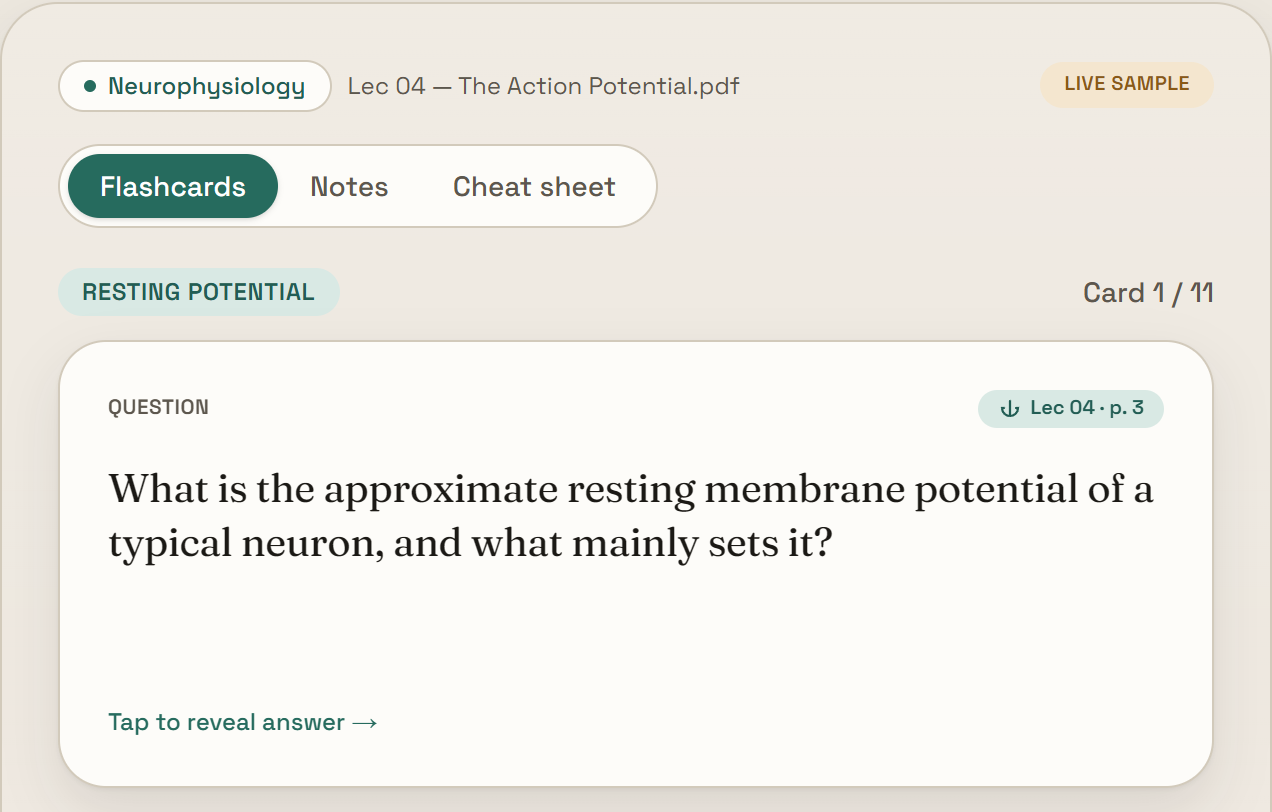 Neurophysiology
Lec 04 — The Action Potential.pdf
LIVE SAMPLE
Flashcards
Notes
Cheat sheet
RESTING POTENTIAL
Card 1 / 11
QUESTION
Lec 04 · p. 3
What is the approximate resting membrane potential of a
typical neuron, and what mainly sets it?
Tap to reveal answer →